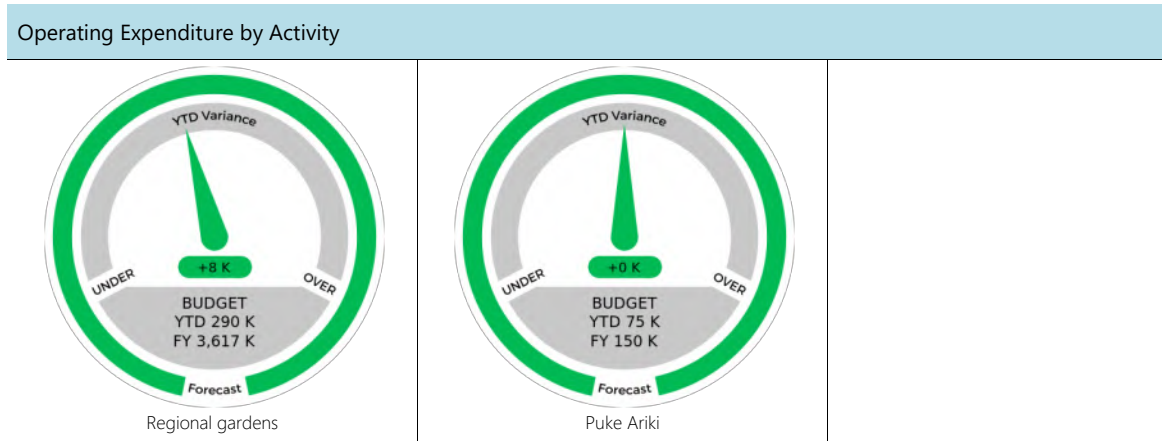 Operating Expenditure by Activity
YTD Variance
UNDER
OVER
+8 K
BUDGET
YTD 290 K
FY 3,617 K
Forecast
Regional gardens
YTD Variance
UNDER
OVER
+0 K
BUDGET
YTD 75 K
FY 150 K
Forecast
Puke Ariki